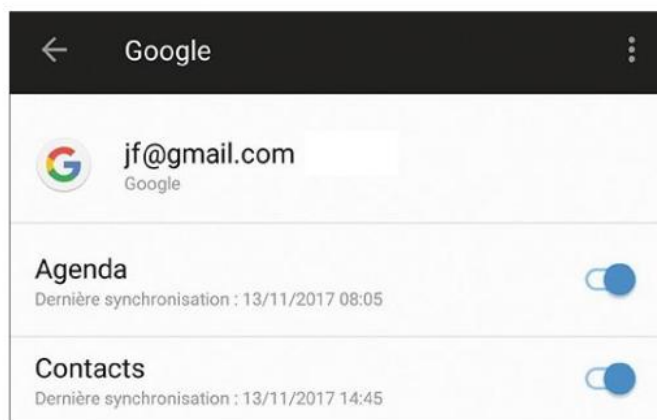 Google
jf@gmail.com
Google
Agenda
Dernière synchronisation : 13/11/2017 08:05
Contacts
Dernière synchronisation : 13/11/2017 14:45